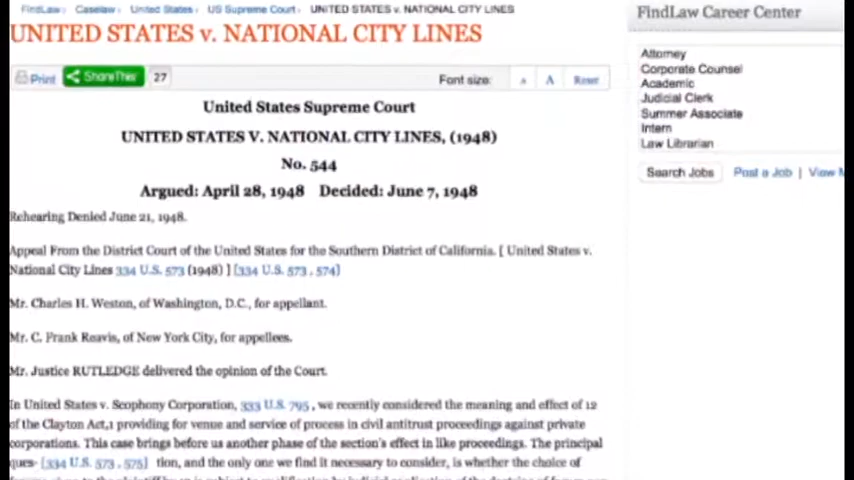 FindLaw Caselaw United States US Supreme Court UNITED STATES v. NATIONAL CITY LINES
UNITED STATES v. NATIONAL CITY LINES
Print ShareThis 27 Font size: A A Reset
United States Supreme Court
UNITED STATES V. NATIONAL CITY LINES, (1948)
No. 544
Argued: April 28, 1948 Decided: June 7, 1948
Rehearing Denied June 21, 1948.
Appeal From the District Court of the United States for the Southern District of California. [ United States v.
National City Lines 334 U.S. 573 (1948) ] [334 U.S. 573 , 574]
Mr. Charles H. Weston, of Washington, D.C., for appellant.
Mr. C. Frank Reavis, of New York City, for appellees.
Mr. Justice RUTLEDGE delivered the opinion of the Court.
In United States v. Scophony Corporation, 333 U.S. 795 , we recently considered the meaning and effect of 12
of the Clayton Act,1 providing for venue and service of process in civil antitrust proceedings against private
corporations. This case brings before us another phase of the section's effect in like proceedings. The principal
ques- [334 U.S. 573 , 575] tion, and the only one we find it necessary to consider, is whether the choice of
FindLaw Career Center
Attorney
Corporate Counsel
Academic
Judicial Clerk
Summer Associate
Intern
Law Librarian
Search Jobs Post a Job | View